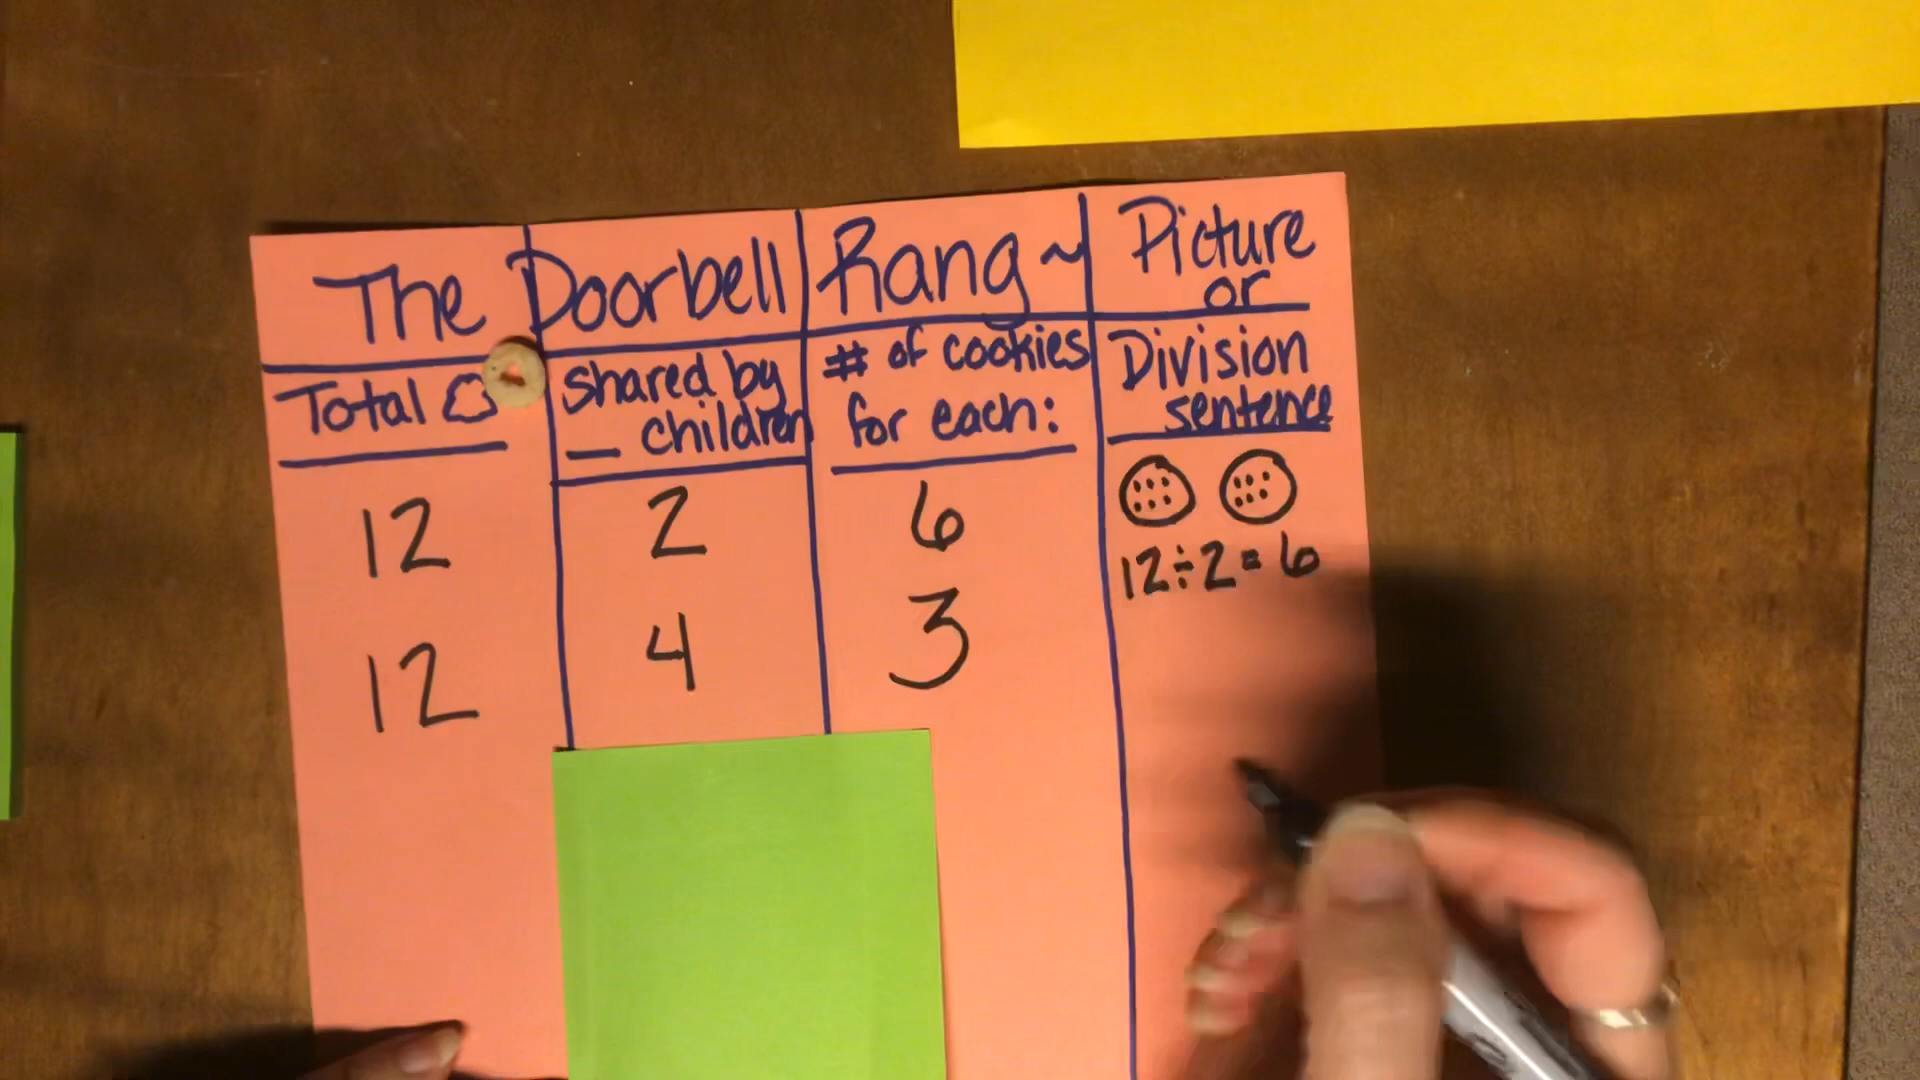 The Doorbell Rang ~
Picture
or
Division
sentence
Total
shared by
_ children
# of cookies
for each:
12 2 6
12÷2=6
12 4 3